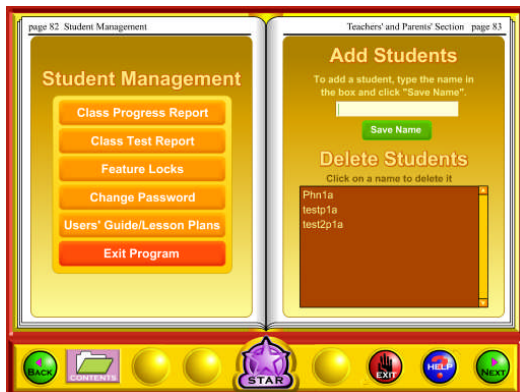 page 82 Student Management
Student Management
Class Progress Report
Class Test Report
Feature Locks
Change Password
Users' Guide/Lesson Plans
Exit Program
Teachers' and Parents' Section page 83
Add Students
To add a student, type the name in
the box and click "Save Name".
Save Name
Delete Students
Click on a name to delete it
Phn1a
testp1a
test2p1a
BACK
CONTENTS
STAR
EXIT
HELP
?
NEXT